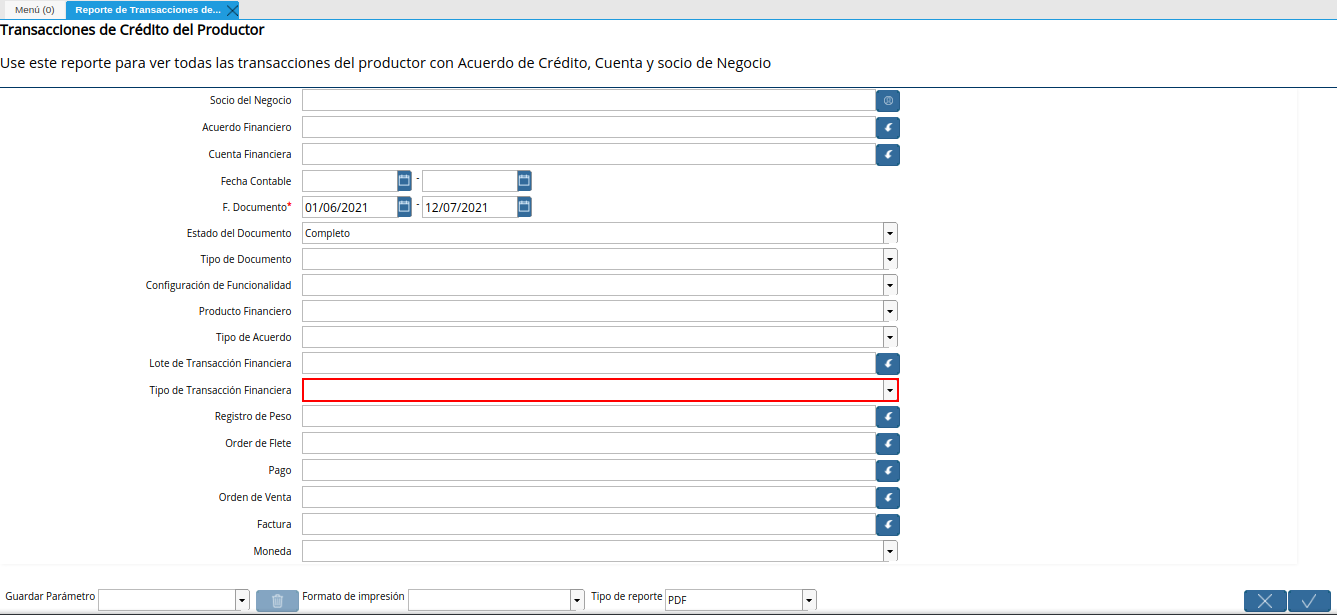 Menú (0)
Reporte de Transacciones de...
Transacciones de Crédito del Productor
Use este reporte para ver todas las transacciones del productor con Acuerdo de Crédito, Cuenta y socio de Negocio
Socio del Negocio
Acuerdo Financiero
Cuenta Financiera
Fecha Contable -
F. Documento* 01/06/2021 - 12/07/2021
Estado del Documento Completo
Tipo de Documento
Configuración de Funcionalidad
Producto Financiero
Tipo de Acuerdo
Lote de Transacción Financiera
Tipo de Transacción Financiera
Registro de Peso
Order de Flete
Pago
Orden de Venta
Factura
Moneda
Guardar Parámetro Formato de impresión Tipo de reporte PDF